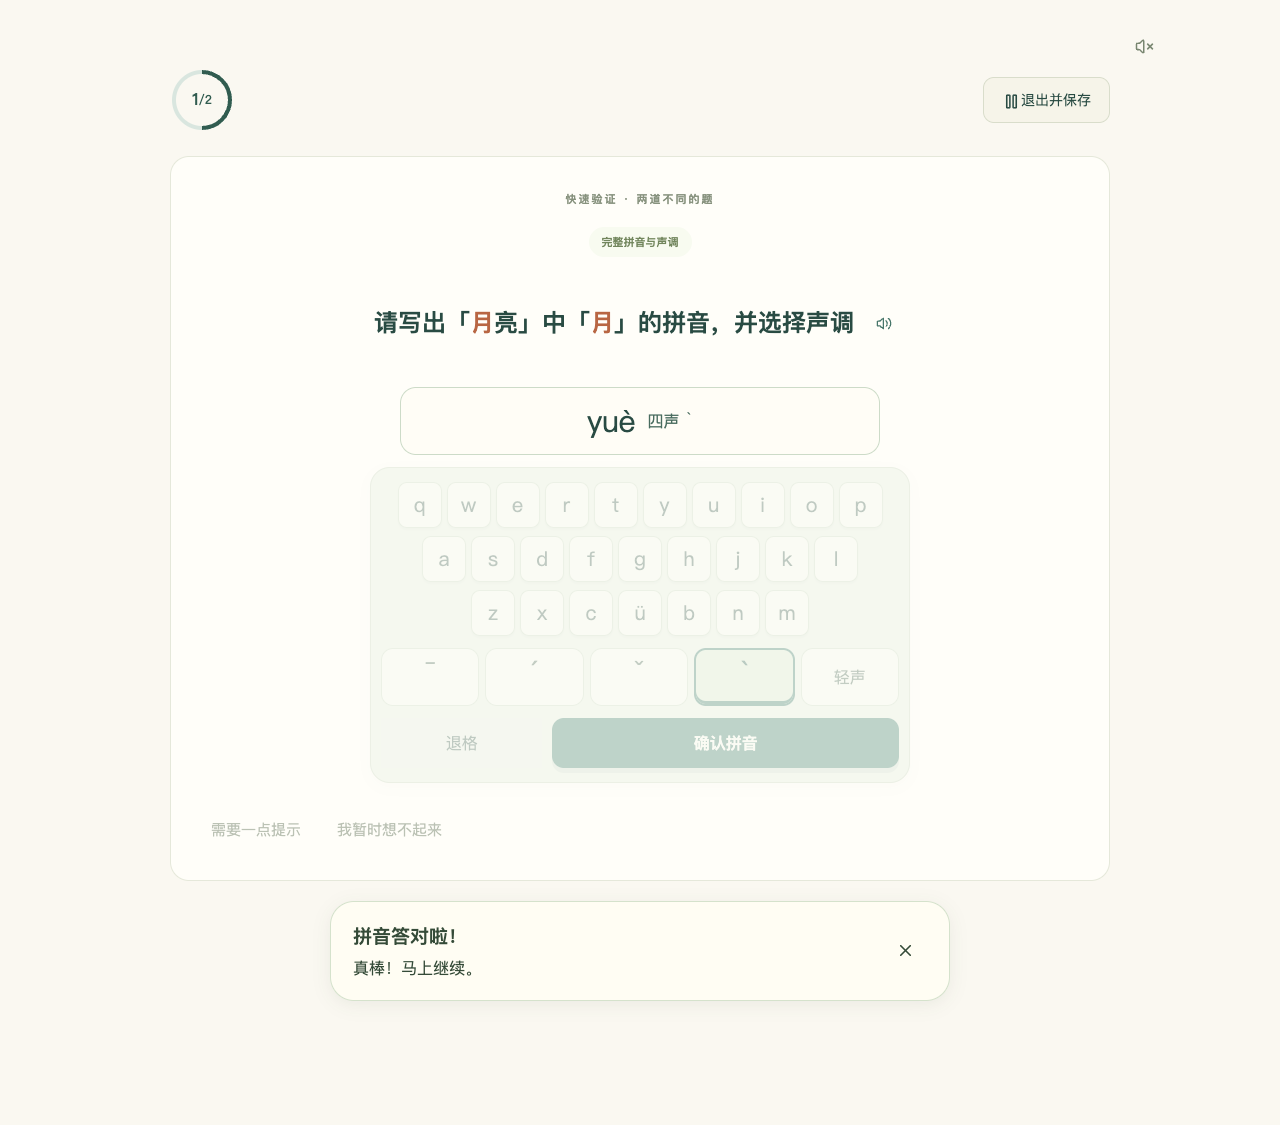 1/2
退出并保存
快速验证 · 两道不同的题
完整拼音与声调
请写出「月亮」中「月」的拼音，并选择声调
yuè 四声 ˋ
q w e r t y u i o p
a s d f g h j k l
z x c ü b n m
ˉ ˊ ˇ ˋ 轻声
退格 确认拼音
需要一点提示 我暂时想不起来
拼音答对啦！
真棒！马上继续。